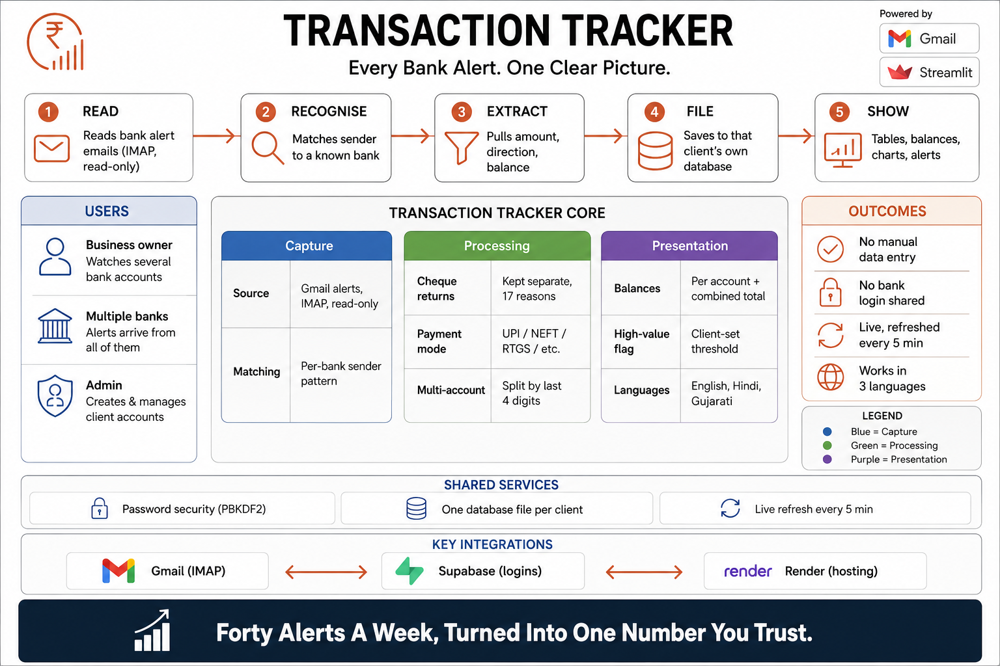 TRANSACTION TRACKER
Every Bank Alert. One Clear Picture.
Powered by
Gmail
Streamlit
1 READ
Reads bank alert
emails (IMAP,
read-only)
2 RECOGNISE
Matches sender
to a known bank
3 EXTRACT
Pulls amount,
direction,
balance
4 FILE
Saves to that
client's own
database
5 SHOW
Tables, balances,
charts, alerts
USERS
Business owner
Watches several
bank accounts
Multiple banks
Alerts arrive from
all of them
Admin
Creates & manages
client accounts
TRANSACTION TRACKER CORE
Capture
Source
Gmail alerts,
IMAP, read-only
Matching
Per-bank sender
pattern
Processing
Cheque
returns
Kept separate,
17 reasons
Payment
mode
UPI / NEFT /
RTGS / etc.
Multi-account
Split by last
4 digits
Presentation
Balances
Per account +
combined total
High-value
flag
Client-set
threshold
Languages
English, Hindi,
Gujarati
OUTCOMES
No manual
data entry
No bank
login shared
Live, refreshed
every 5 min
Works in
3 languages
LEGEND
Blue = Capture
Green = Processing
Purple = Presentation
SHARED SERVICES
Password security (PBKDF2)
One database file per client
Live refresh every 5 min
KEY INTEGRATIONS
Gmail (IMAP)
Supabase (logins)
render Render (hosting)
Forty Alerts A Week, Turned Into One Number You Trust.